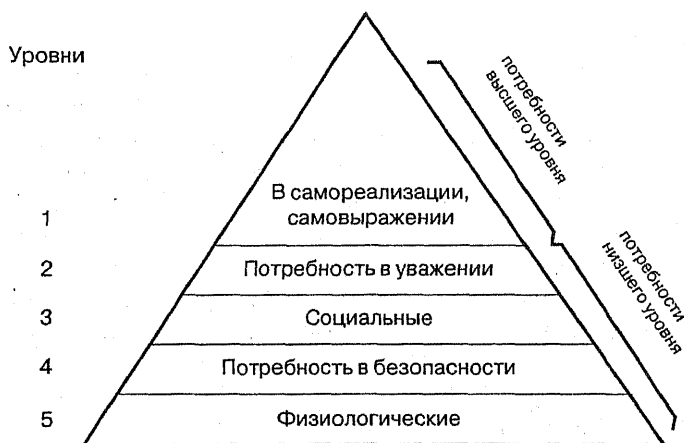 Уровни
потребности
высшего уровня
В самореализации,
1
самовыражении
2
Потребность в уважении
потребности
низшего уровня
3
Социальные
4
Потребность в безопасности
5
Физиологические